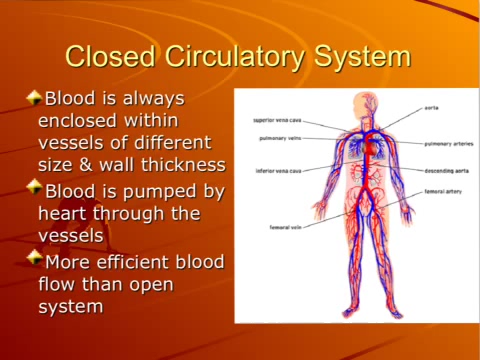 Closed Circulatory System
Blood is always
enclosed within
vessels of different
size & wall thickness
Blood is pumped by
heart through the
vessels
More efficient blood
flow than open
system
superior vena cava
pulmonary veins
inferior vena cava
femoral vein
aorta
pulmonary arteries
descending aorta
femoral artery